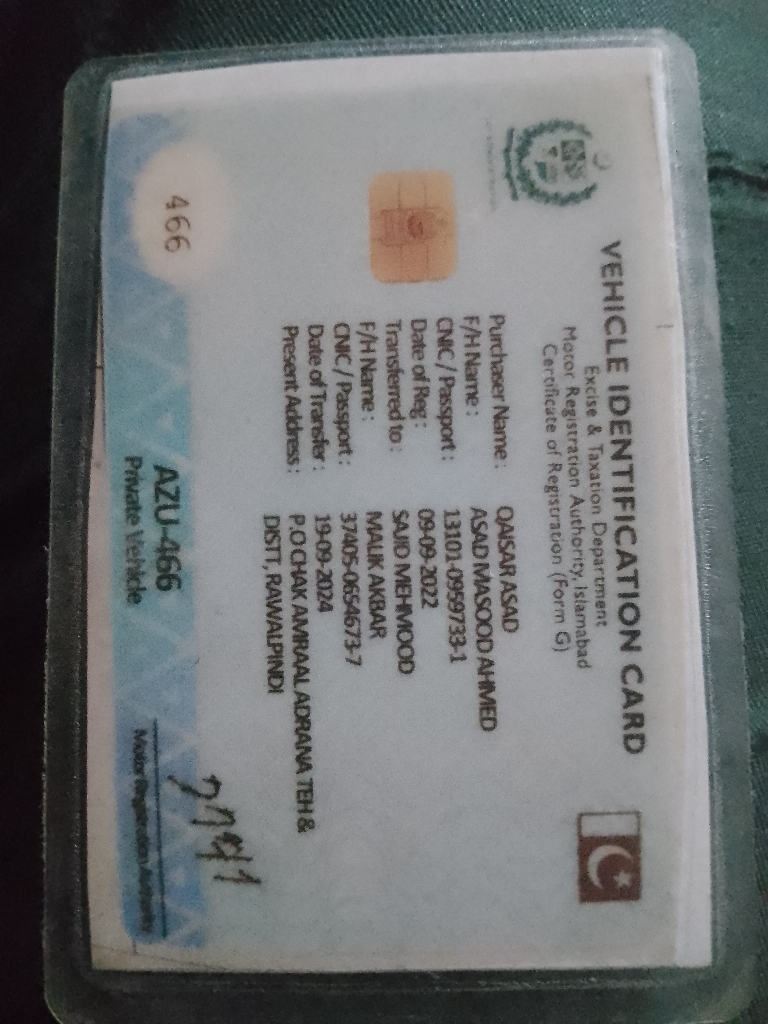 VEHICLE IDENTIFICATION CARD
Excise & Taxation Department
Motor Registration Authority, Islamabad
Certificate of Registration (Form G)
Purchaser Name : QAISAR ASAD
F/H Name : ASAD MASOOD AHMED
CNIC / Passport : 13101-0959733-1
Date of Reg : 09-09-2022
Transferred to : SAJID MEHMOOD
F/H Name : MALIK AKBAR
CNIC / Passport : 37405-0654673-7
Date of Transfer : 19-09-2024
Present Address : P.O CHAK AMRAAL ADRANA TEH &
DISTT, RAWALPINDI
466
AZU-466
Private Vehicle
Motor Registration Authority